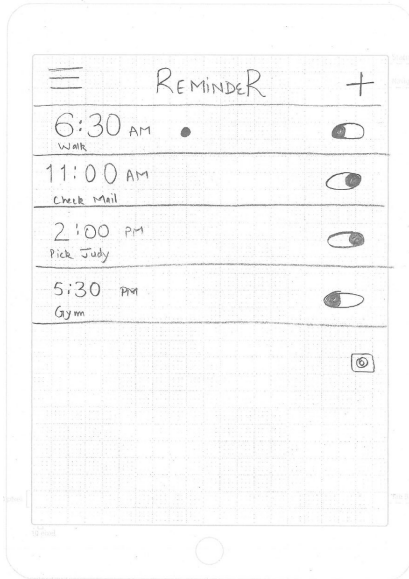 REMINDER +
6:30 AM
Walk
11:00 AM
Check Mail
2:00 PM
Pick Judy
5:30 PM
Gym